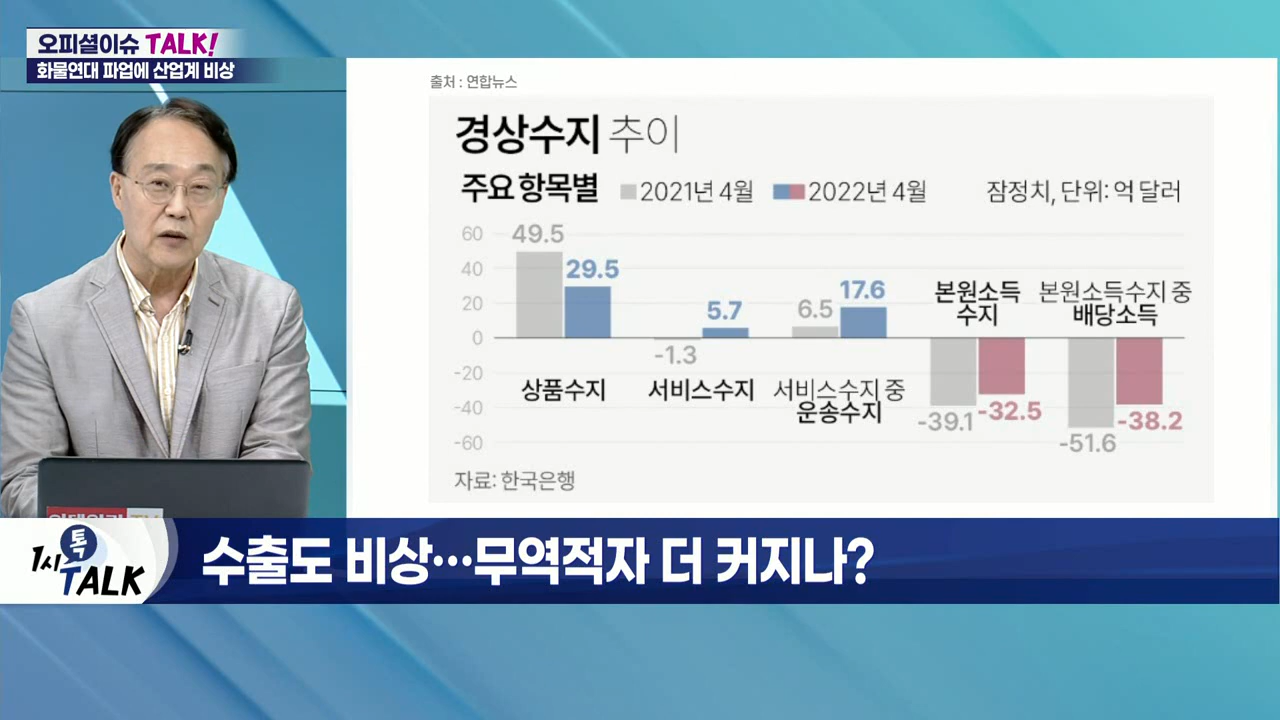 오피셜이슈 TALK!
화물연대 파업에 산업계 비상
출처 : 연합뉴스
경상수지 추이
주요 항목별 2021년 4월 2022년 4월 잠정치, 단위: 억 달러
60
40
20
0
-20
-40
-60
49.5
29.5
-1.3
5.7
6.5
17.6
-39.1
-32.5
-51.6
-38.2
상품수지
서비스수지
서비스수지 중
운송수지
본원소득
수지
본원소득수지 중
배당소득
자료: 한국은행
1시 톡
TALK
수출도 비상…무역적자 더 커지나?